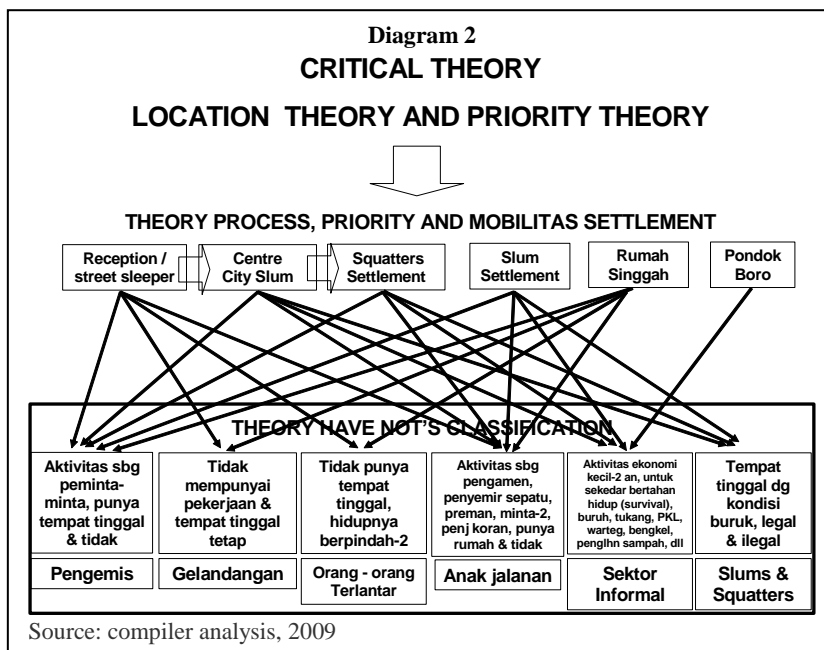 Diagram 2
CRITICAL THEORY
LOCATION THEORY AND PRIORITY THEORY
THEORY PROCESS, PRIORITY AND MOBILITAS SETTLEMENT
Reception /
street sleeper
Centre
City Slum
Squatters
Settlement
Slum
Settlement
Rumah
Singgah
Pondok
Boro
THEORY HAVE NOT'S CLASSIFICATION
Aktivitas sbg
peminta-
minta, punya
tempat tinggal
& tidak
Tidak
mempunyai
pekerjaan &
tempat tinggal
tetap
Tidak punya
tempat
tinggal,
hidupnya
berpindah-2
Aktivitas sbg
pengamen,
penyemir sepatu,
preman, minta-2,
penj koran, punya
rumah & tidak
Aktivitas ekonomi
kecil-2 an, untuk
sekedar bertahan
hidup (survival),
buruh, tukang, PKL,
warteg, bengkel,
penglhn sampah, dll
Tempat
tinggal dg
kondisi
buruk, legal
& ilegal
Pengemis
Gelandangan
Orang - orang
Terlantar
Anak jalanan
Sektor
Informal
Slums &
Squatters
Source: compiler analysis, 2009